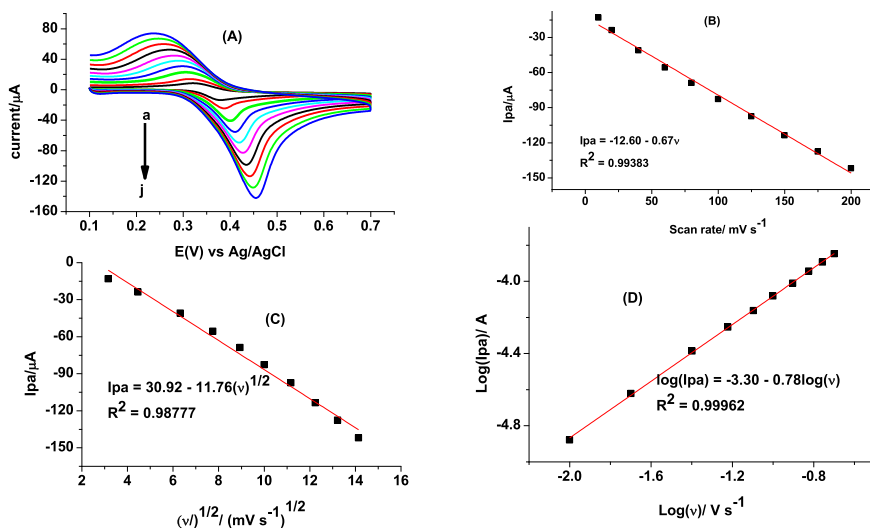 (A)
80
40
0
-40
-80
-120
-160
current/µA
a
j
0.1 0.2 0.3 0.4 0.5 0.6 0.7
E(V) vs Ag/AgCl
(B)
-30
-60
-90
-120
-150
Ipa/µA
Ipa = -12.60 - 0.67ν
R² = 0.99383
0 50 100 150 200
Scan rate/ mV s⁻¹
(C)
0
-30
-60
-90
-120
-150
Ipa/µA
Ipa = 30.92 - 11.76(ν)^1/2
R² = 0.98777
2 4 6 8 10 12 14 16
(ν/)^1/2/ (mV s⁻¹)^1/2
(D)
-4.0
-4.4
-4.8
Log(Ipa)/ A
log(Ipa) = -3.30 - 0.78log(ν)
R² = 0.99962
-2.0 -1.6 -1.2 -0.8
Log(ν)/ V s⁻¹